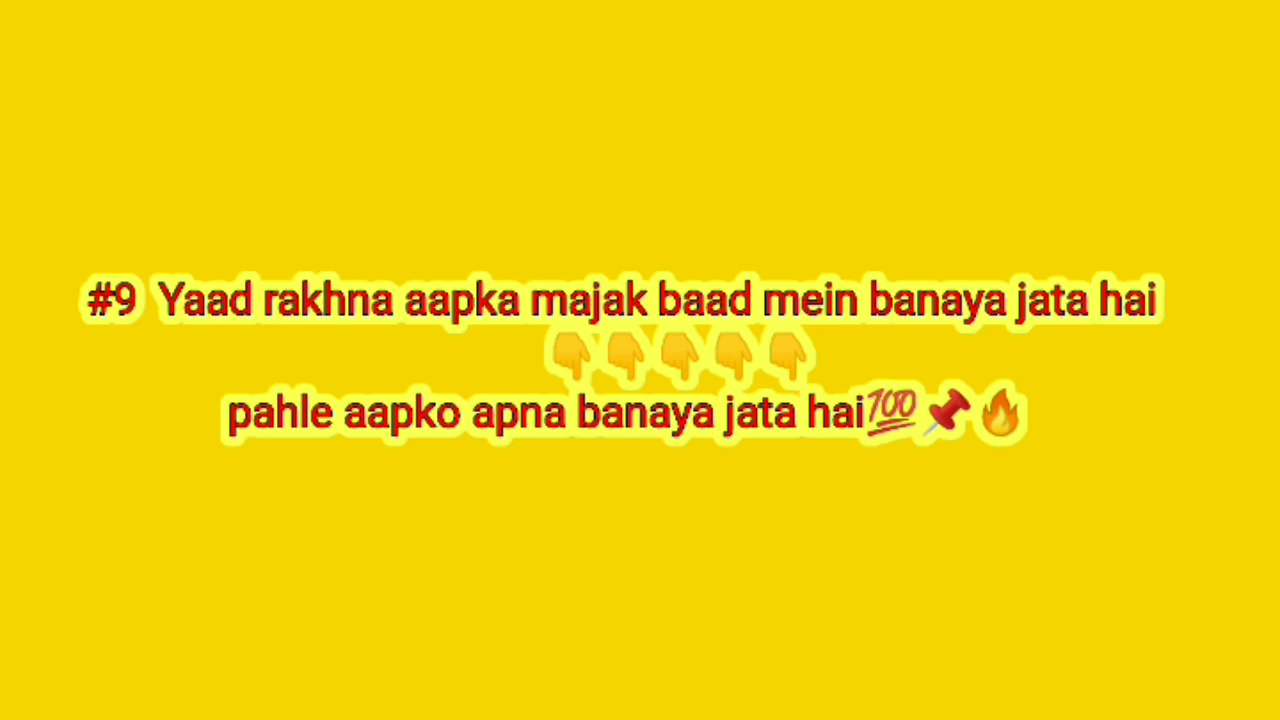 #9 Yaad rakhna aapka majak baad mein banaya jata hai
👇👇👇👇👇
pahle aapko apna banaya jata hai💯📌🔥